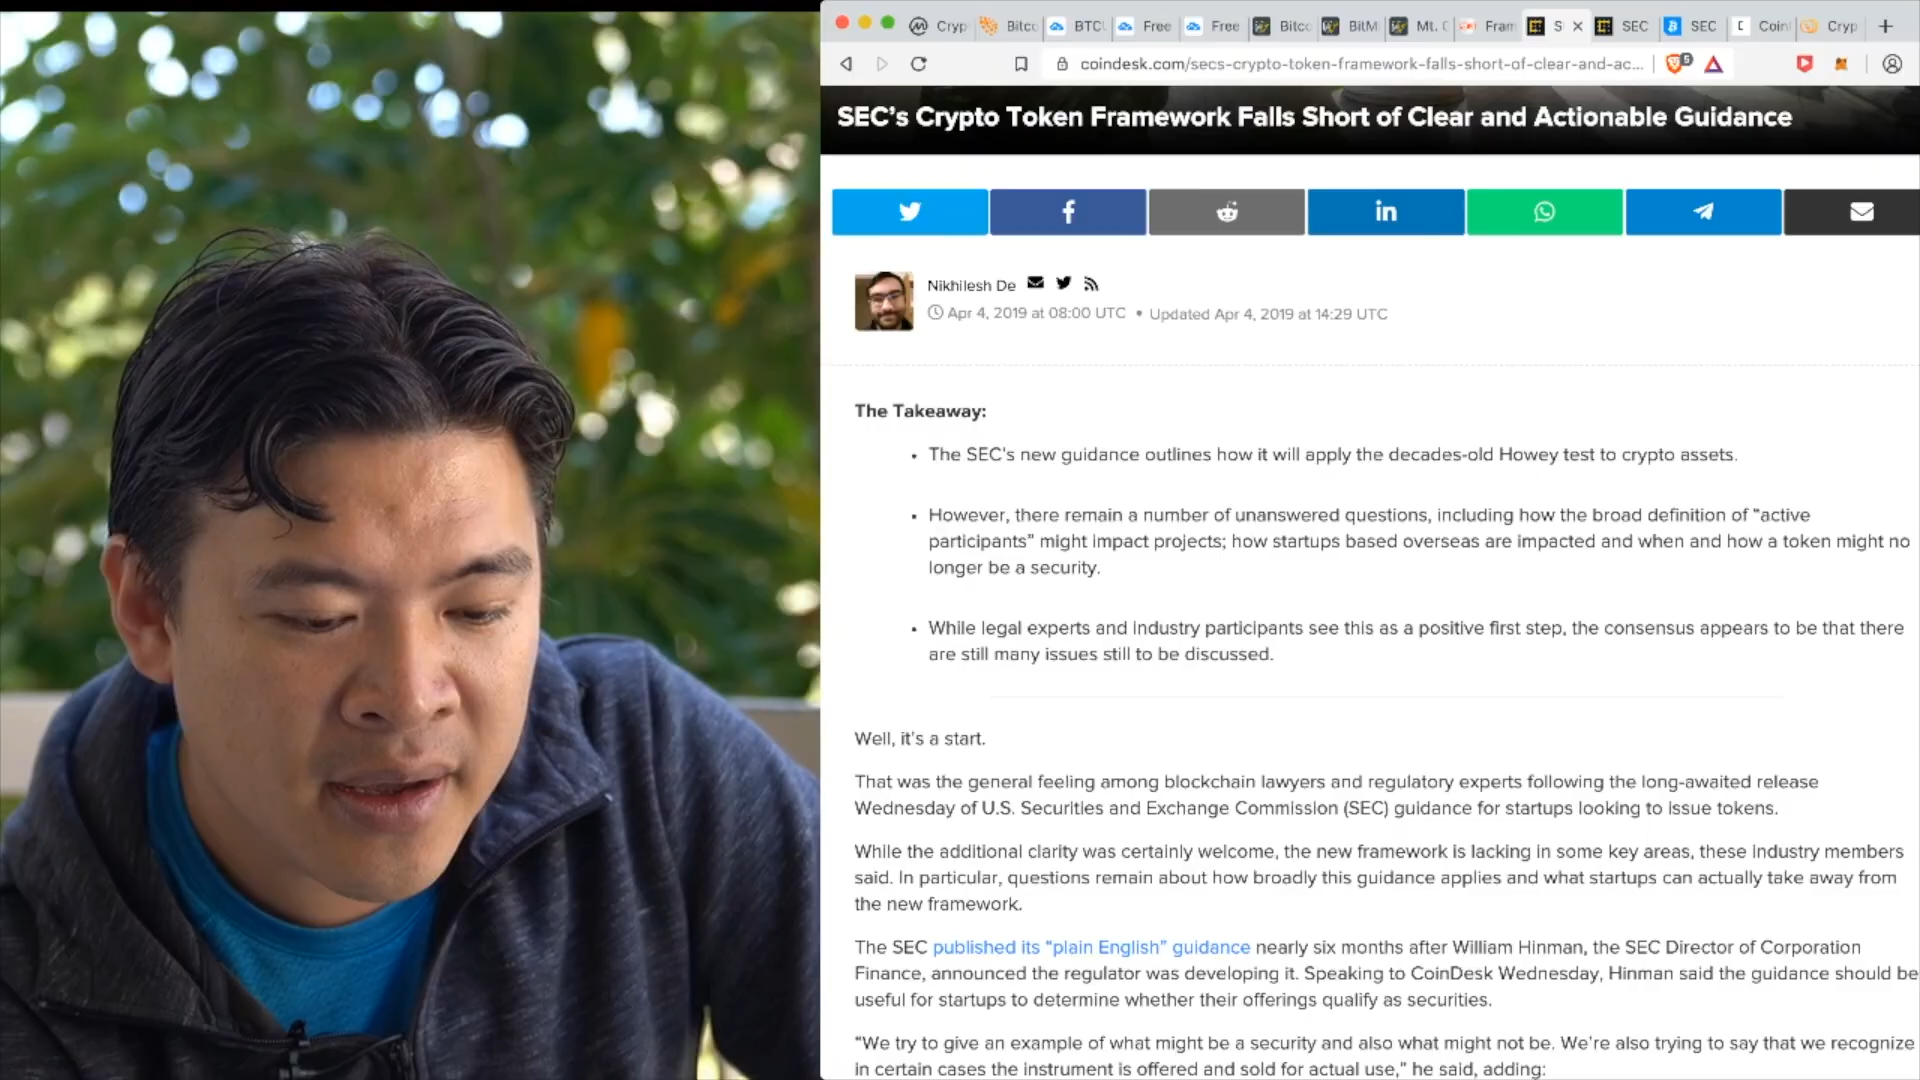 Cryp Bitco BTCU Free Free Bitco BitM Mt. Fram S SEC SEC Coin Cryp
coindesk.com/secs-crypto-token-framework-falls-short-of-clear-and-ac...
5
SEC's Crypto Token Framework Falls Short of Clear and Actionable Guidance
Nikhilesh De
Apr 4, 2019 at 08:00 UTC • Updated Apr 4, 2019 at 14:29 UTC
The Takeaway:
• The SEC's new guidance outlines how it will apply the decades-old Howey test to crypto assets.
• However, there remain a number of unanswered questions, including how the broad definition of "active
participants" might impact projects; how startups based overseas are impacted and when and how a token might no
longer be a security.
• While legal experts and industry participants see this as a positive first step, the consensus appears to be that there
are still many issues still to be discussed.
Well, it's a start.
That was the general feeling among blockchain lawyers and regulatory experts following the long-awaited release
Wednesday of U.S. Securities and Exchange Commission (SEC) guidance for startups looking to issue tokens.
While the additional clarity was certainly welcome, the new framework is lacking in some key areas, these industry members
said. In particular, questions remain about how broadly this guidance applies and what startups can actually take away from
the new framework.
The SEC published its "plain English" guidance nearly six months after William Hinman, the SEC Director of Corporation
Finance, announced the regulator was developing it. Speaking to CoinDesk Wednesday, Hinman said the guidance should be
useful for startups to determine whether their offerings qualify as securities.
"We try to give an example of what might be a security and also what might not be. We're also trying to say that we recognize
in certain cases the instrument is offered and sold for actual use," he said, adding: